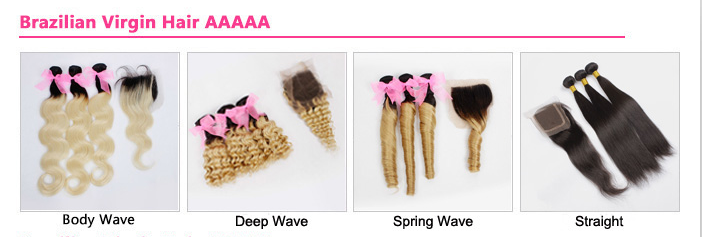 Brazilian Virgin Hair AAAAA
Body Wave Deep Wave Spring Wave Straight